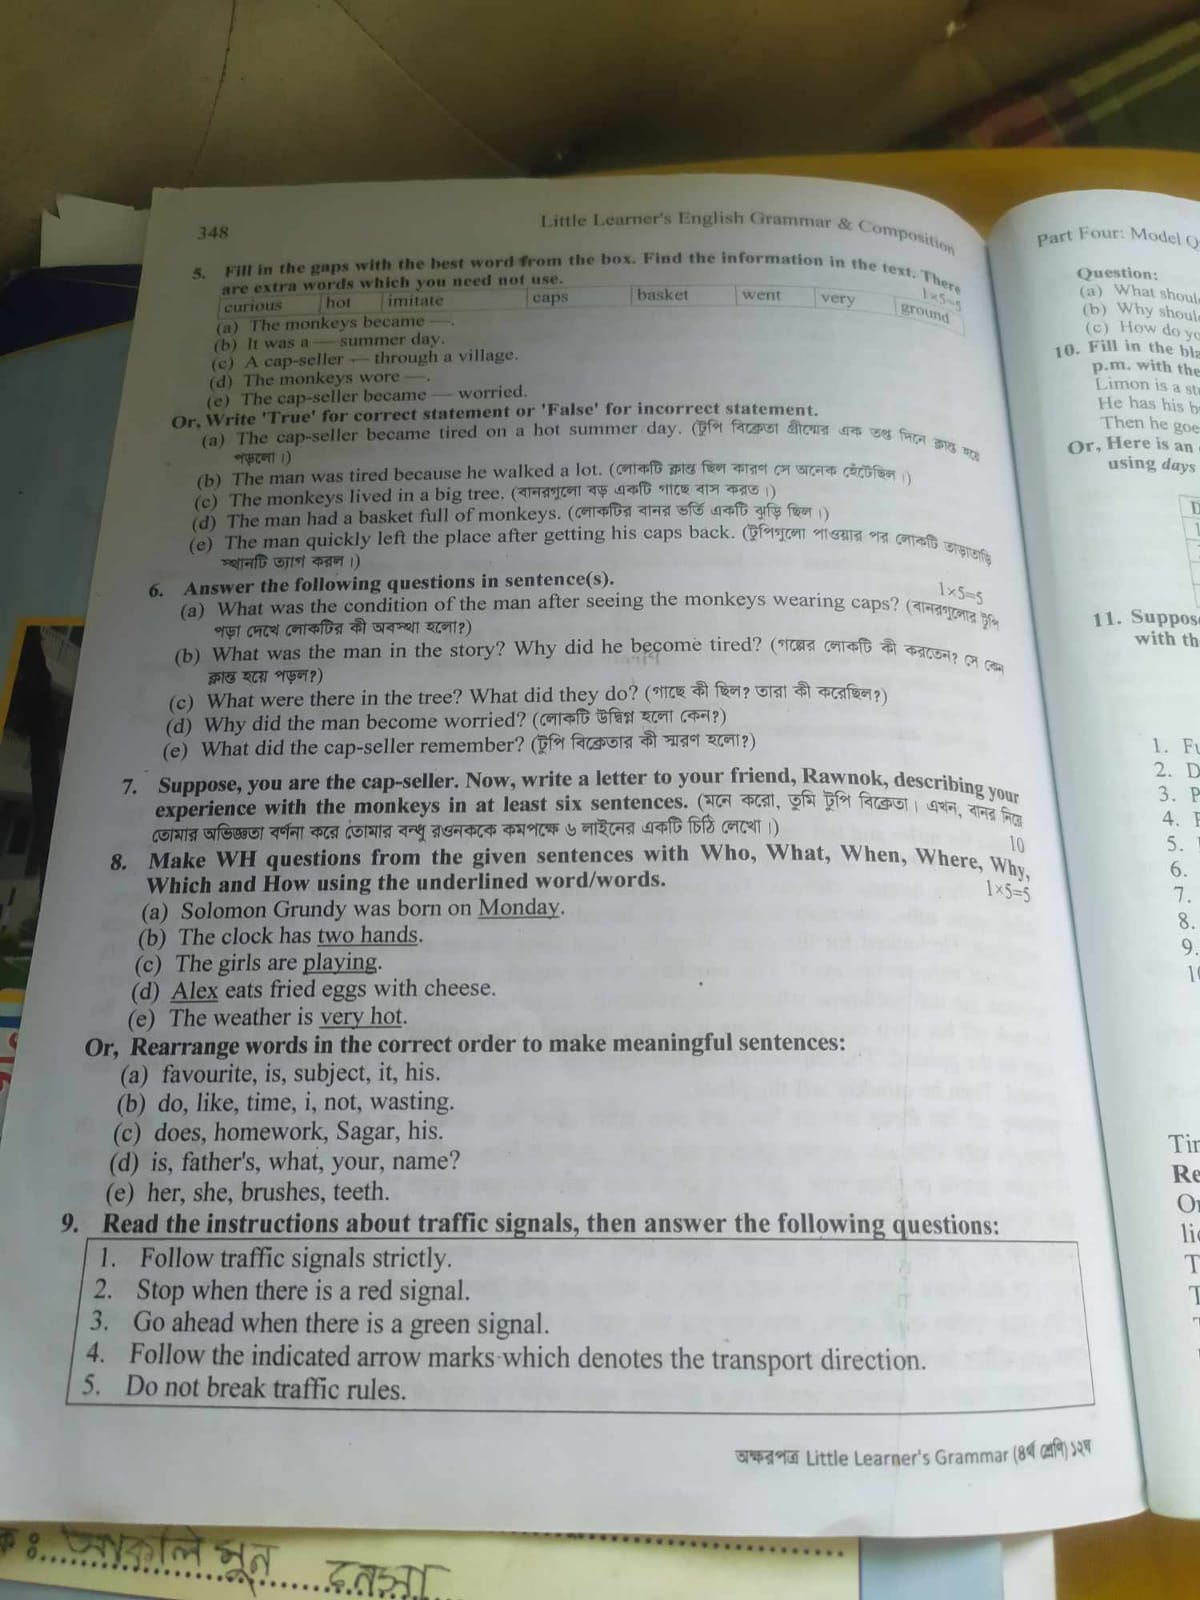 348
Little Learner's English Grammar & Composition
5. Fill in the gaps with the best word from the box. Find the information in the text. There
are extra words which you need not use. 1×5=5
curious hot imitate caps basket went very ground
(a) The monkeys became —.
(b) It was a — summer day.
(c) A cap-seller — through a village.
(d) The monkeys wore —.
(e) The cap-seller became — worried.
Or, Write 'True' for correct statement or 'False' for incorrect statement.
(a) The cap-seller became tired on a hot summer day. (টুপি বিক্রেতা গ্রীষ্মের এক তপ্ত দিনে ক্লান্ত হয়ে
পড়লো।)
(b) The man was tired because he walked a lot. (লোকটি ক্লান্ত ছিল কারণ সে অনেক হেঁটেছিল।)
(c) The monkeys lived in a big tree. (বানরগুলো বড় একটি গাছে বাস করত।)
(d) The man had a basket full of monkeys. (লোকটির বানর ভর্তি একটি ঝুড়ি ছিল।)
(e) The man quickly left the place after getting his caps back. (টুপিগুলো পাওয়ার পর লোকটি তাড়াতাড়ি
স্থানটি ত্যাগ করল।)
6. Answer the following questions in sentence(s). 1×5=5
(a) What was the condition of the man after seeing the monkeys wearing caps? (বানরগুলোর টুপি
পড়া দেখে লোকটির কী অবস্থা হলো?)
(b) What was the man in the story? Why did he become tired? (গল্পের লোকটি কী করতেন? সে কেন
ক্লান্ত হয়ে পড়ল?)
(c) What were there in the tree? What did they do? (গাছে কী ছিল? তারা কী করেছিল?)
(d) Why did the man become worried? (লোকটি উদ্বিগ্ন হলো কেন?)
(e) What did the cap-seller remember? (টুপি বিক্রেতার কী স্মরণ হলো?)
7. Suppose, you are the cap-seller. Now, write a letter to your friend, Rawnok, describing your
experience with the monkeys in at least six sentences. (মনে করো, তুমি টুপি বিক্রেতা। এখন, বানর নিয়ে
তোমার অভিজ্ঞতা বর্ণনা করে তোমার বন্ধু রওনককে কমপক্ষে ৬ লাইনের একটি চিঠি লেখো।) 10
8. Make WH questions from the given sentences with Who, What, When, Where, Why,
Which and How using the underlined word/words. 1×5=5
(a) Solomon Grundy was born on Monday.
(b) The clock has two hands.
(c) The girls are playing.
(d) Alex eats fried eggs with cheese.
(e) The weather is very hot.
Or, Rearrange words in the correct order to make meaningful sentences:
(a) favourite, is, subject, it, his.
(b) do, like, time, i, not, wasting.
(c) does, homework, Sagar, his.
(d) is, father's, what, your, name?
(e) her, she, brushes, teeth.
9. Read the instructions about traffic signals, then answer the following questions:
1. Follow traffic signals strictly.
2. Stop when there is a red signal.
3. Go ahead when there is a green signal.
4. Follow the indicated arrow marks which denotes the transport direction.
5. Do not break traffic rules.
অক্ষরপত্র Little Learner's Grammar (৪র্থ শ্রেণি) ১২শ
Part Four: Model
Question:
(a) What
(b) Why
(c) How do
10. Fill in the
p.m. with the
Limon is a
He has his
Then he
Or, Here is an
using days
11.
with
1.
2.
3.
4.
5.
6.
7.
8.
9.